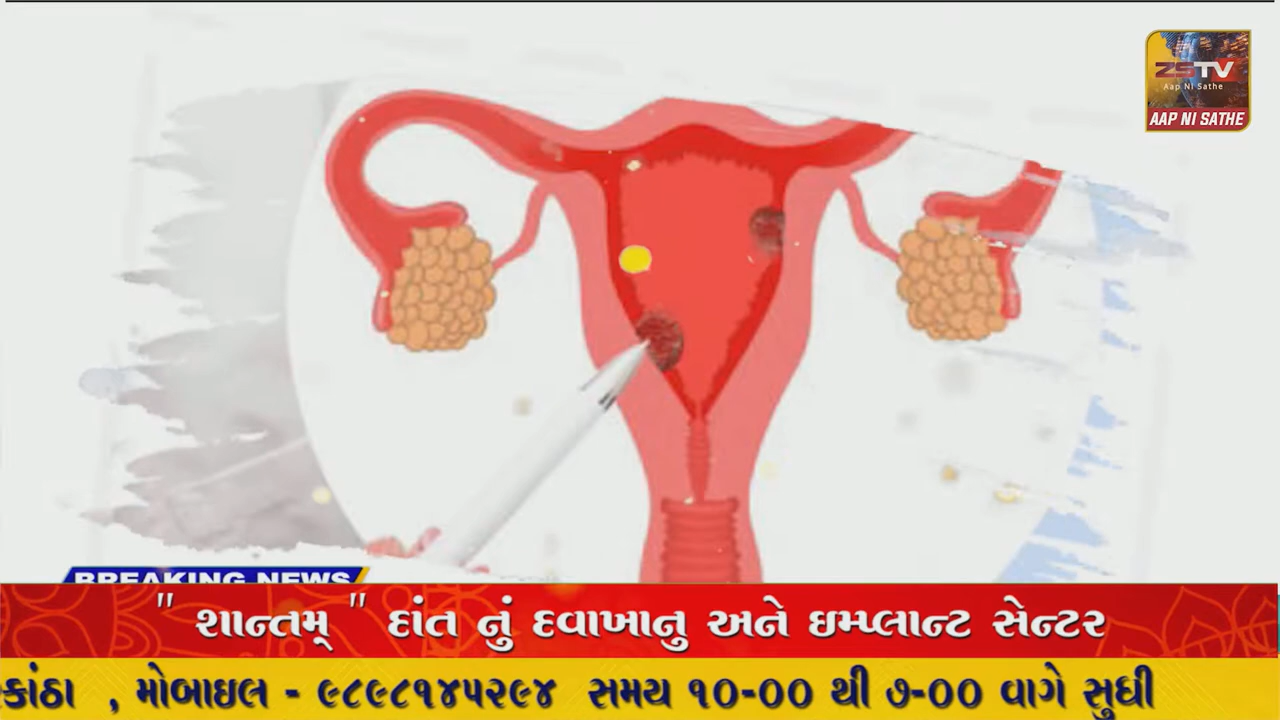 ZSTV
Aap Ni Sathe
AAP NI SATHE
BREAKING NEWS
" શાન્તમ્ " દાંત નું દવાખાનુ અને ઇમ્પ્લાન્ટ સેન્ટર
, મોબાઇલ - ૯૮૯૮૧૪૫૨૯૪ સમય ૧૦-૦૦ થી ૭-૦૦ વાગે સુધી